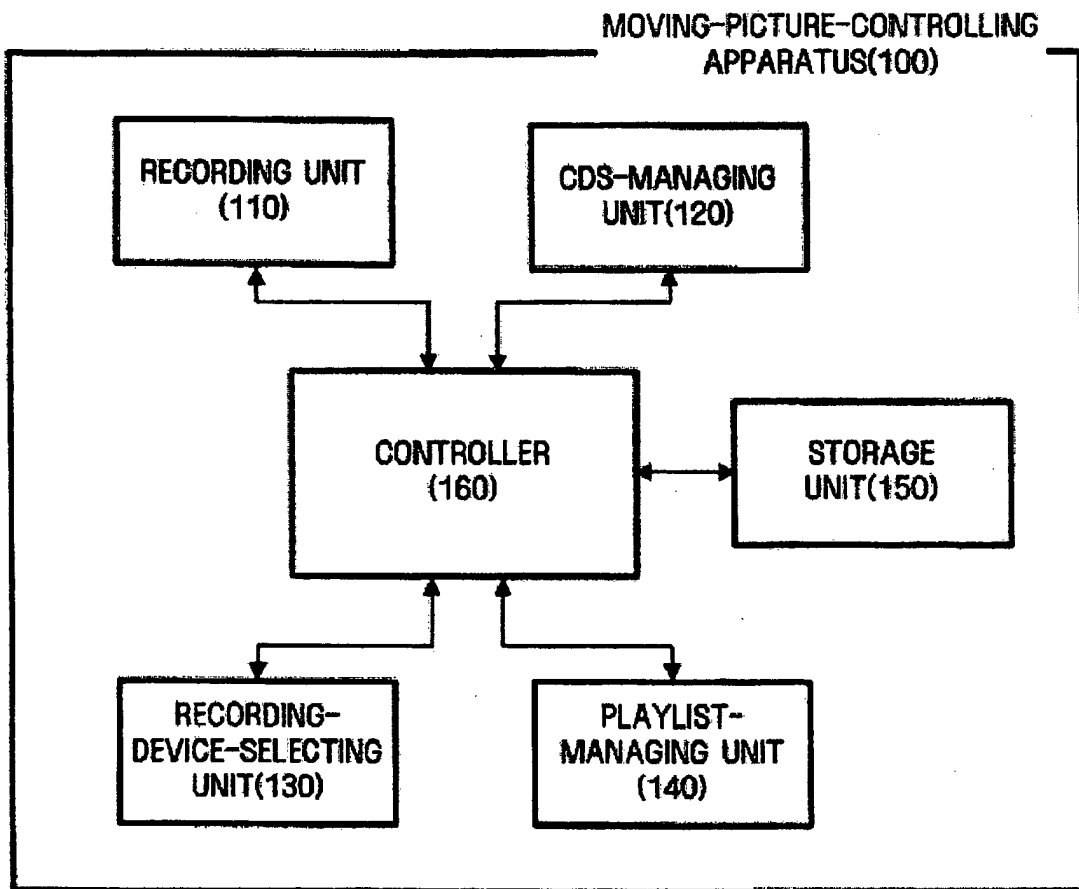 MOVING-PICTURE-CONTROLLING
APPARATUS(100)
RECORDING UNIT
(110)
CDS-MANAGING
UNIT(120)
CONTROLLER
(160)
STORAGE
UNIT(150)
RECORDING-
DEVICE-SELECTING
UNIT(130)
PLAYLIST-
MANAGING UNIT
(140)